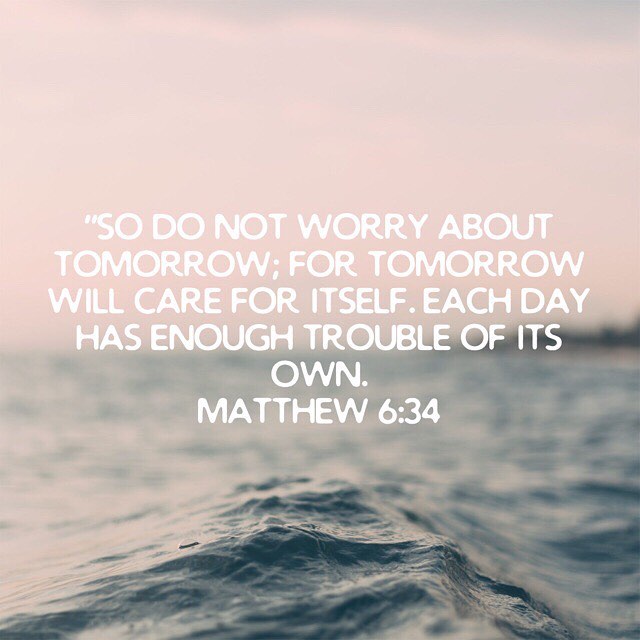 "SO DO NOT WORRY ABOUT
TOMORROW; FOR TOMORROW
WILL CARE FOR ITSELF. EACH DAY
HAS ENOUGH TROUBLE OF ITS
OWN.
MATTHEW 6:34